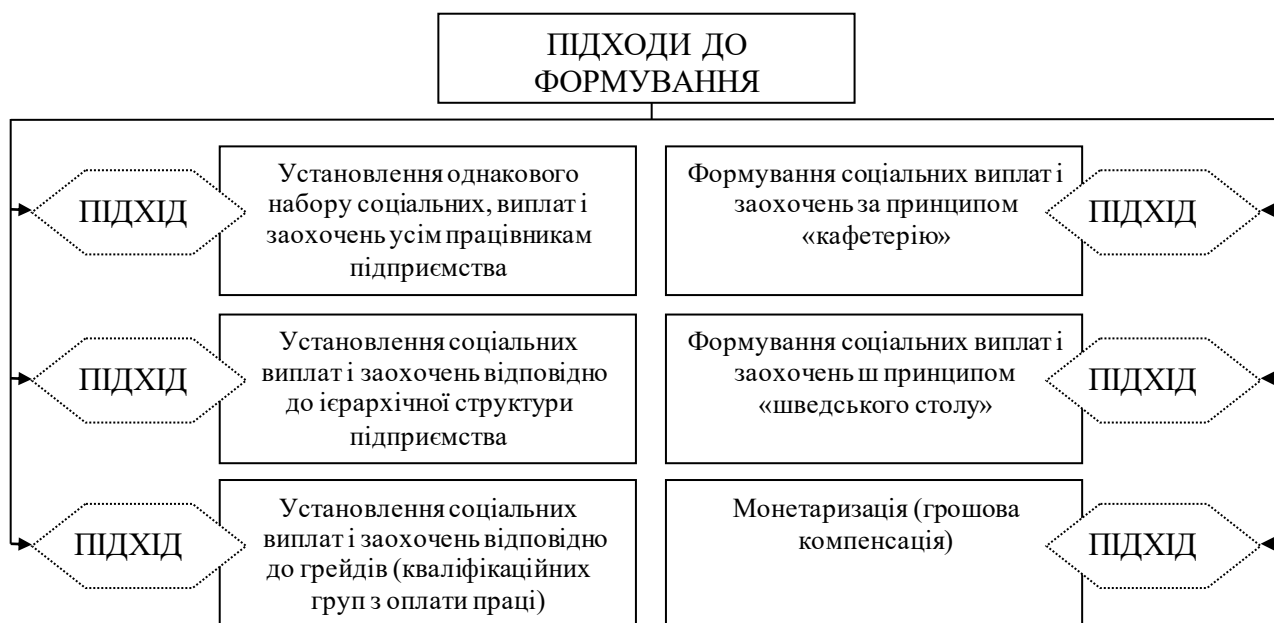 ПІДХОДИ ДО
ФОРМУВАННЯ
ПІДХІД
Установлення однакового
набору соціальних, виплат і
заохочень усім працівникам
підприємства
Формування соціальних виплат і
заохочень за принципом
«кафетерію»
ПІДХІД
ПІДХІД
Установлення соціальних
виплат і заохочень відповідно
до ієрархічної структури
підприємства
Формування соціальних виплат і
заохочень ш принципом
«шведського столу»
ПІДХІД
ПІДХІД
Установлення соціальних
виплат і заохочень відповідно
до грейдів (кваліфікаційних
груп з оплати праці)
Монетаризація (грошова
компенсація)
ПІДХІД